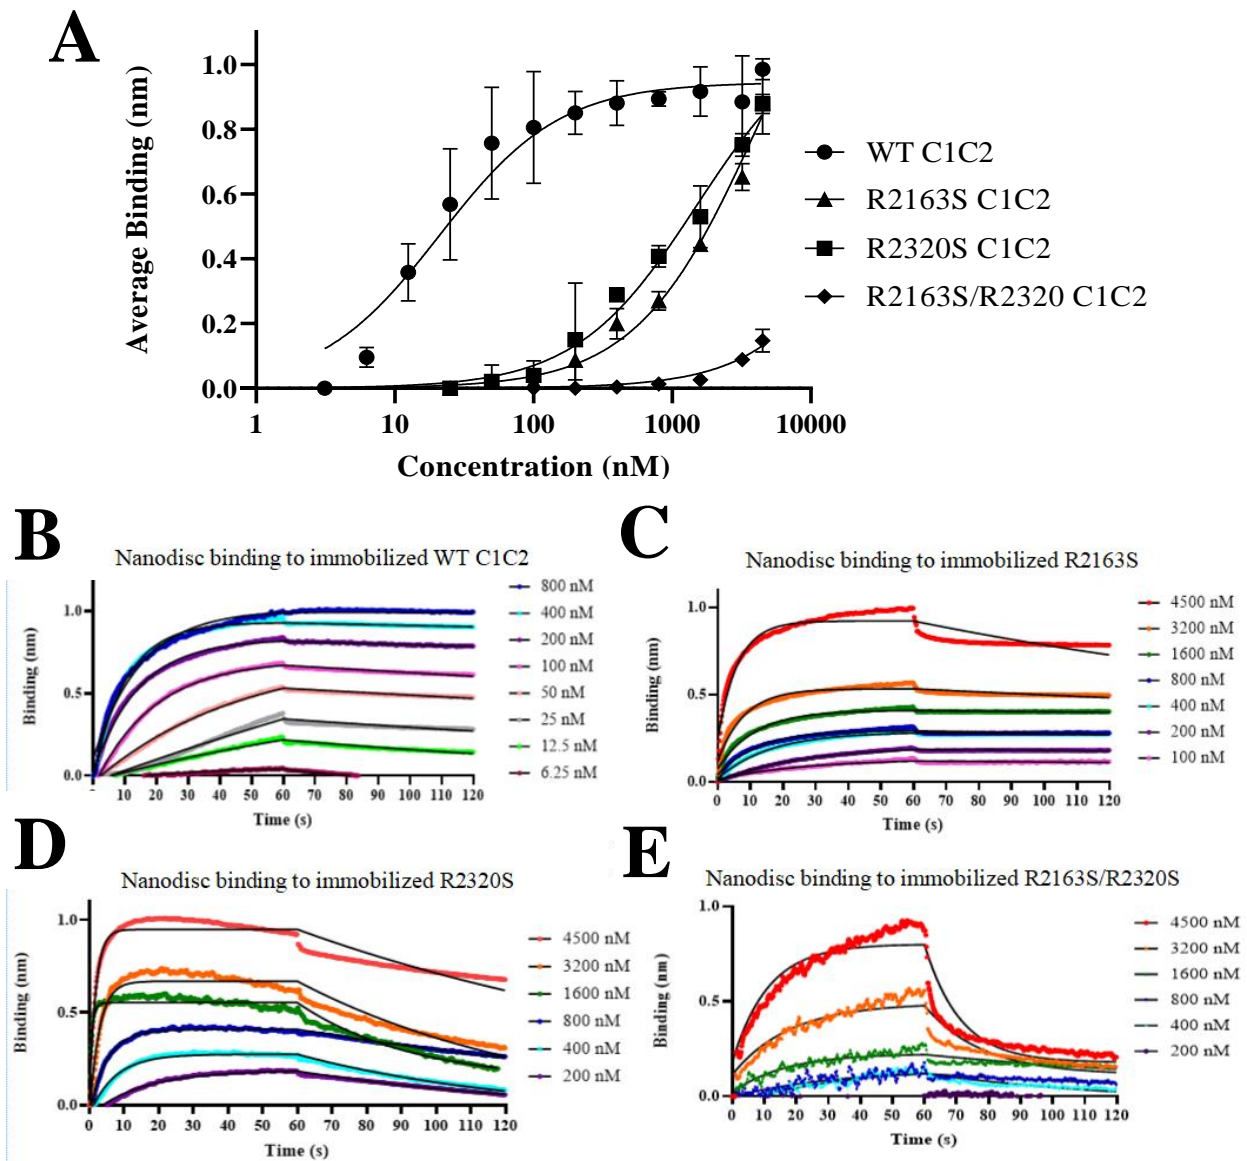 A
Average Binding (nm)
1.0
0.8
0.6
0.4
0.2
0.0
1 10 100 1000 10000
Concentration (nM)
WT C1C2
R2163S C1C2
R2320S C1C2
R2163S/R2320 C1C2
B
Nanodisc binding to immobilized WT C1C2
Binding (nm)
1.0
0.5
0.0
10 20 30 40 50 60 70 80 90 100 110 120
Time (s)
800 nM
400 nM
200 nM
100 nM
50 nM
25 nM
12.5 nM
6.25 nM
C
Nanodisc binding to immobilized R2163S
Binding (nm)
1.0
0.5
0.0
0 10 20 30 40 50 60 70 80 90 100 110 120
Time (s)
4500 nM
3200 nM
1600 nM
800 nM
400 nM
200 nM
100 nM
D
Nanodisc binding to immobilized R2320S
Binding (nm)
1.0
0.5
0.0
0 10 20 30 40 50 60 70 80 90 100 110 120
Time (s)
4500 nM
3200 nM
1600 nM
800 nM
400 nM
200 nM
E
Nanodisc binding to immobilized R2163S/R2320S
Binding (nm)
1.0
0.5
0.0
0 10 20 30 40 50 60 70 80 90 100 110 120
Time (s)
4500 nM
3200 nM
1600 nM
800 nM
400 nM
200 nM